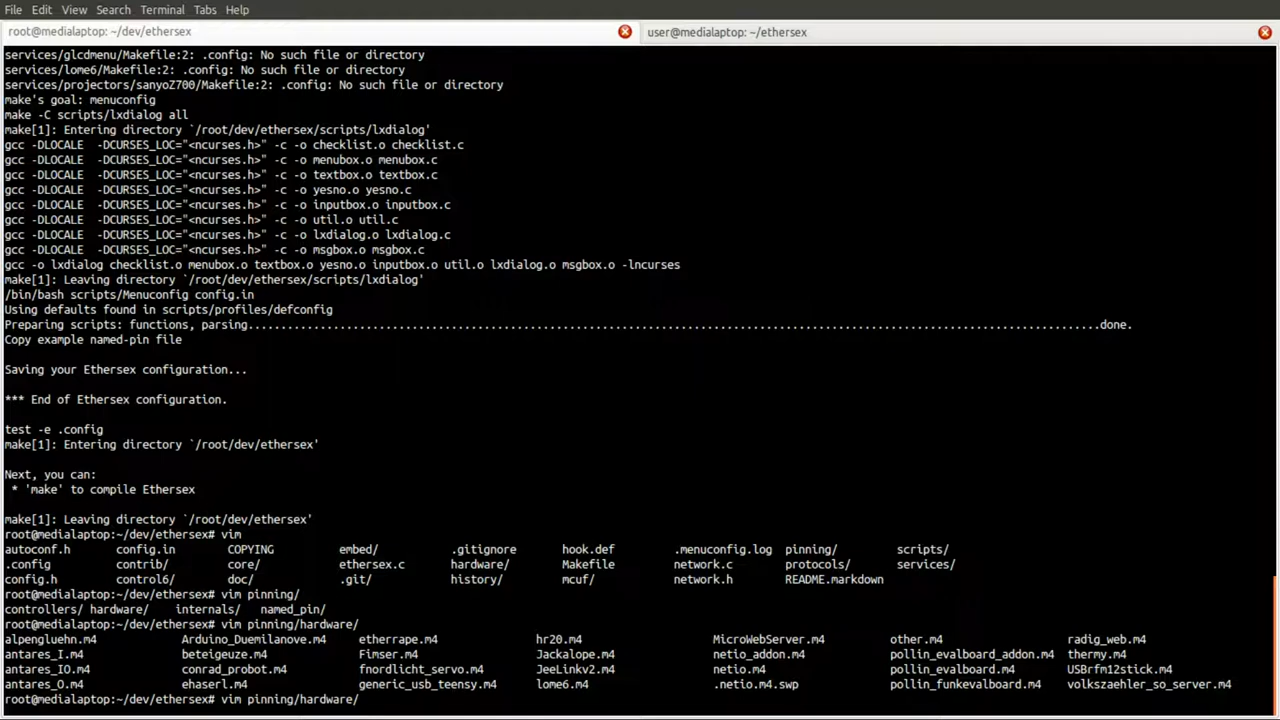 File Edit View Search Terminal Tabs Help
root@medialaptop: ~/dev/ethersex user@medialaptop: ~/ethersex
services/glcdmenu/Makefile:2: .config: No such file or directory
services/lome6/Makefile:2: .config: No such file or directory
services/projectors/sanyoZ700/Makefile:2: .config: No such file or directory
make's goal: menuconfig
make -C scripts/lxdialog all
make[1]: Entering directory `/root/dev/ethersex/scripts/lxdialog'
gcc -DLOCALE  -DCURSES_LOC="<ncurses.h>" -c -o checklist.o checklist.c
gcc -DLOCALE  -DCURSES_LOC="<ncurses.h>" -c -o menubox.o menubox.c
gcc -DLOCALE  -DCURSES_LOC="<ncurses.h>" -c -o textbox.o textbox.c
gcc -DLOCALE  -DCURSES_LOC="<ncurses.h>" -c -o yesno.o yesno.c
gcc -DLOCALE  -DCURSES_LOC="<ncurses.h>" -c -o inputbox.o inputbox.c
gcc -DLOCALE  -DCURSES_LOC="<ncurses.h>" -c -o util.o util.c
gcc -DLOCALE  -DCURSES_LOC="<ncurses.h>" -c -o lxdialog.o lxdialog.c
gcc -DLOCALE  -DCURSES_LOC="<ncurses.h>" -c -o msgbox.o msgbox.c
gcc -o lxdialog checklist.o menubox.o textbox.o yesno.o inputbox.o util.o lxdialog.o msgbox.o -lncurses
make[1]: Leaving directory `/root/dev/ethersex/scripts/lxdialog'
/bin/bash scripts/Menuconfig config.in
Using defaults found in scripts/profiles/defconfig
Preparing scripts: functions, parsing..................................................................................................................................done.
Copy example named-pin file
Saving your Ethersex configuration...
*** End of Ethersex configuration.
test -e .config
make[1]: Entering directory `/root/dev/ethersex'
Next, you can:
* 'make' to compile Ethersex
make[1]: Leaving directory `/root/dev/ethersex'
root@medialaptop:~/dev/ethersex# vim
autoconf.h config.in COPYING embed/ .gitignore hook.def .menuconfig.log pinning/ scripts/
.config contrib/ core/ ethersex.c hardware/ Makefile network.c protocols/ services/
config.h control6/ doc/ .git/ history/ mcuf/ network.h README.markdown
root@medialaptop:~/dev/ethersex# vim pinning/
controllers/ hardware/ internals/ named_pin/
root@medialaptop:~/dev/ethersex# vim pinning/hardware/
alpengluehn.m4 Arduino_Duemilanove.m4 etherrape.m4 hr20.m4 MicroWebServer.m4 other.m4 radig_web.m4
antares_I.m4 beteigeuze.m4 Fimser.m4 Jackalope.m4 netio_addon.m4 pollin_evalboard_addon.m4 thermy.m4
antares_IO.m4 conrad_probot.m4 fnordlicht_servo.m4 JeeLinkv2.m4 netio.m4 pollin_evalboard.m4 USBrfm12stick.m4
antares_O.m4 ehaserl.m4 generic_usb_teensy.m4 lome6.m4 .netio.m4.swp pollin_funkevalboard.m4 volkszaehler_so_server.m4
root@medialaptop:~/dev/ethersex# vim pinning/hardware/